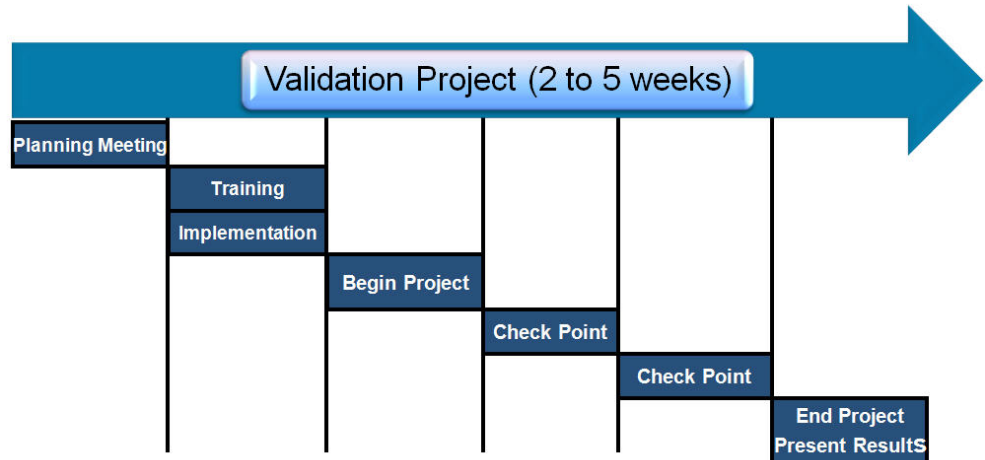 Validation Project (2 to 5 weeks)
Planning Meeting
Training
Implementation
Begin Project
Check Point
Check Point
End Project
Present Results